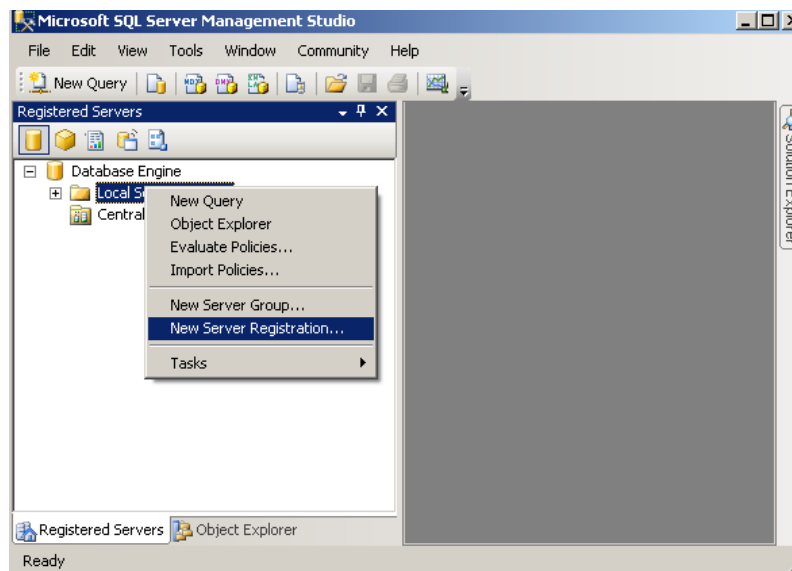 Microsoft SQL Server Management Studio
File Edit View Tools Window Community Help
New Query
Registered Servers
Database Engine
Local
Central
New Query
Object Explorer
Evaluate Policies...
Import Policies...
New Server Group...
New Server Registration...
Tasks
Registered Servers Object Explorer
Ready
Solution Explorer